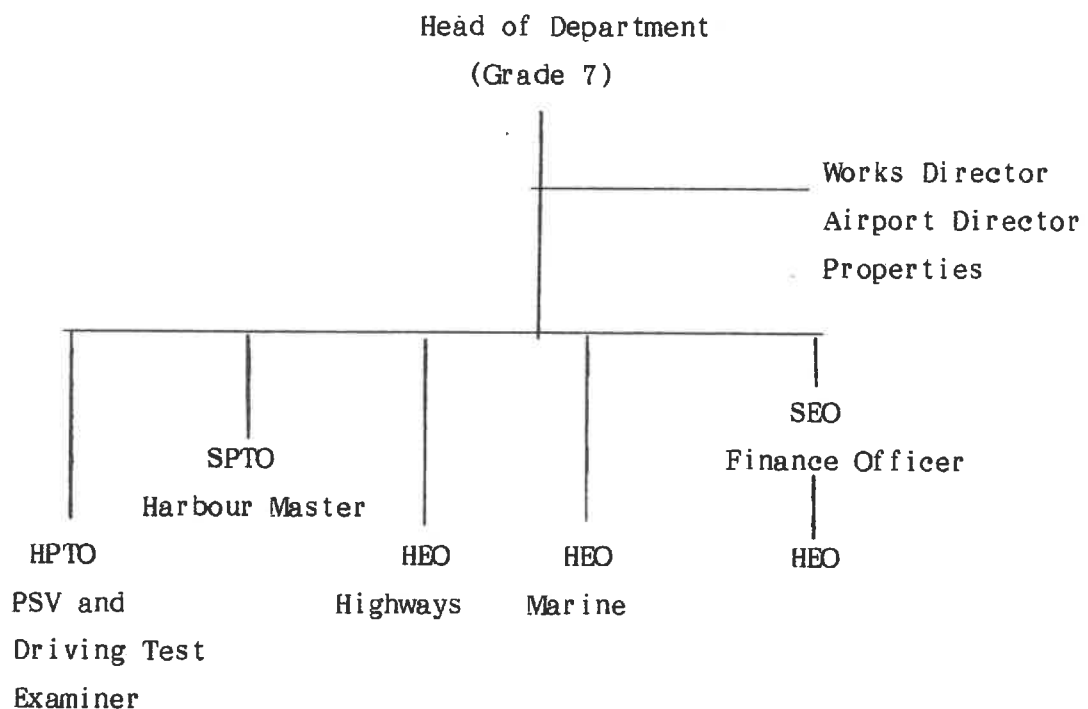 Head of Department
(Grade 7)
Works Director
Airport Director
Properties
SEO
Finance Officer
SPTO
Harbour Master
HPTO
PSV and
Driving Test
Examiner
HEO
Highways
HEO
Marine
HEO